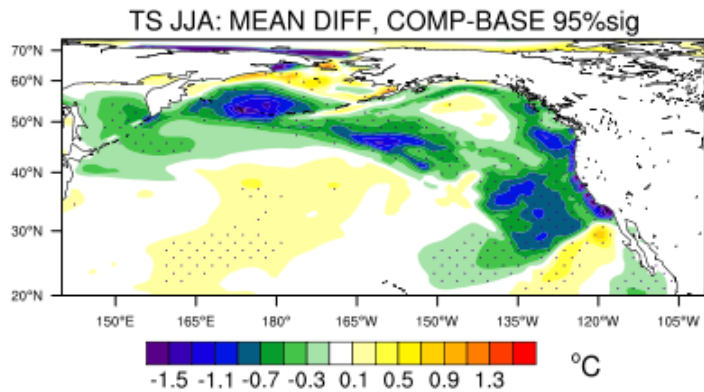 TS JJA: MEAN DIFF, COMP-BASE 95%sig
70°N
60°N
50°N
40°N
30°N
20°N
150°E 165°E 180° 165°W 150°W 135°W 120°W 105°W
-1.5 -1.1 -0.7 -0.3 0.1 0.5 0.9 1.3 °C